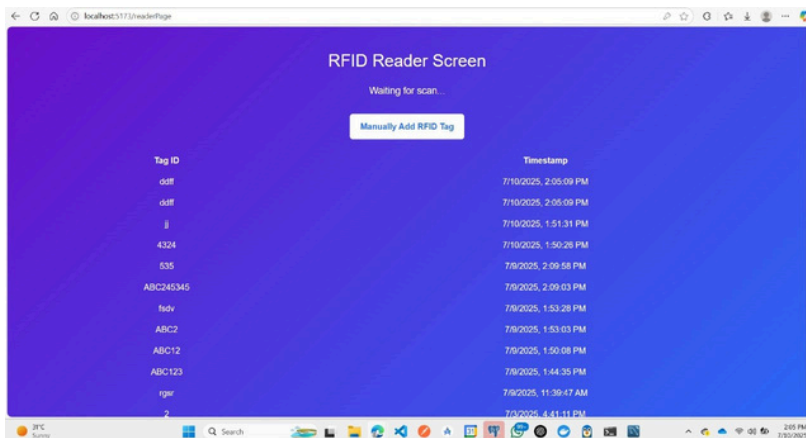 localhost:5173/readerPage
RFID Reader Screen
Waiting for scan...
Manually Add RFID Tag
Tag ID Timestamp
ddff 7/10/2025, 2:05:09 PM
ddff 7/10/2025, 2:05:09 PM
jj 7/10/2025, 1:51:31 PM
4324 7/10/2025, 1:50:26 PM
535 7/9/2025, 2:09:58 PM
ABC245345 7/9/2025, 2:09:03 PM
fsdv 7/9/2025, 1:53:28 PM
ABC2 7/9/2025, 1:53:03 PM
ABC12 7/9/2025, 1:50:08 PM
ABC123 7/9/2025, 1:44:35 PM
rgsr 7/9/2025, 11:39:47 AM
2 7/3/2025, 4:41:11 PM
31°C
Sunny
Search
2:05 PM
7/10/2025